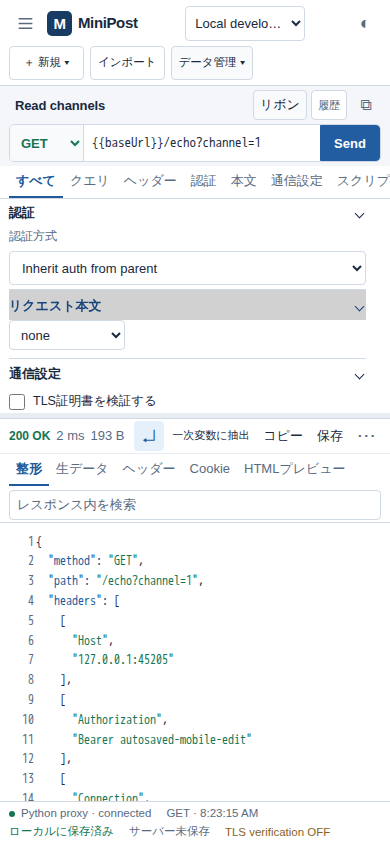 M MiniPost Local develo…
＋ 新規 ▾ インポート データ管理 ▾
Read channels リボン 履歴
GET {{baseUrl}}/echo?channel=1 Send
すべて クエリ ヘッダー 認証 本文 通信設定 スクリプ
認証
認証方式
Inherit auth from parent
リクエスト本文
none
通信設定
TLS証明書を検証する
200 OK 2 ms 193 B 一次変数に抽出 コピー 保存 ···
整形 生データ ヘッダー Cookie HTMLプレビュー
レスポンス内を検索
1 {
2 "method": "GET",
3 "path": "/echo?channel=1",
4 "headers": [
5 [
6 "Host",
7 "127.0.0.1:45205"
8 ],
9 [
10 "Authorization",
11 "Bearer autosaved-mobile-edit"
12 ],
13 [
14 "Connection",
Python proxy · connected GET · 8:23:15 AM
ローカルに保存済み サーバー未保存 TLS verification OFF